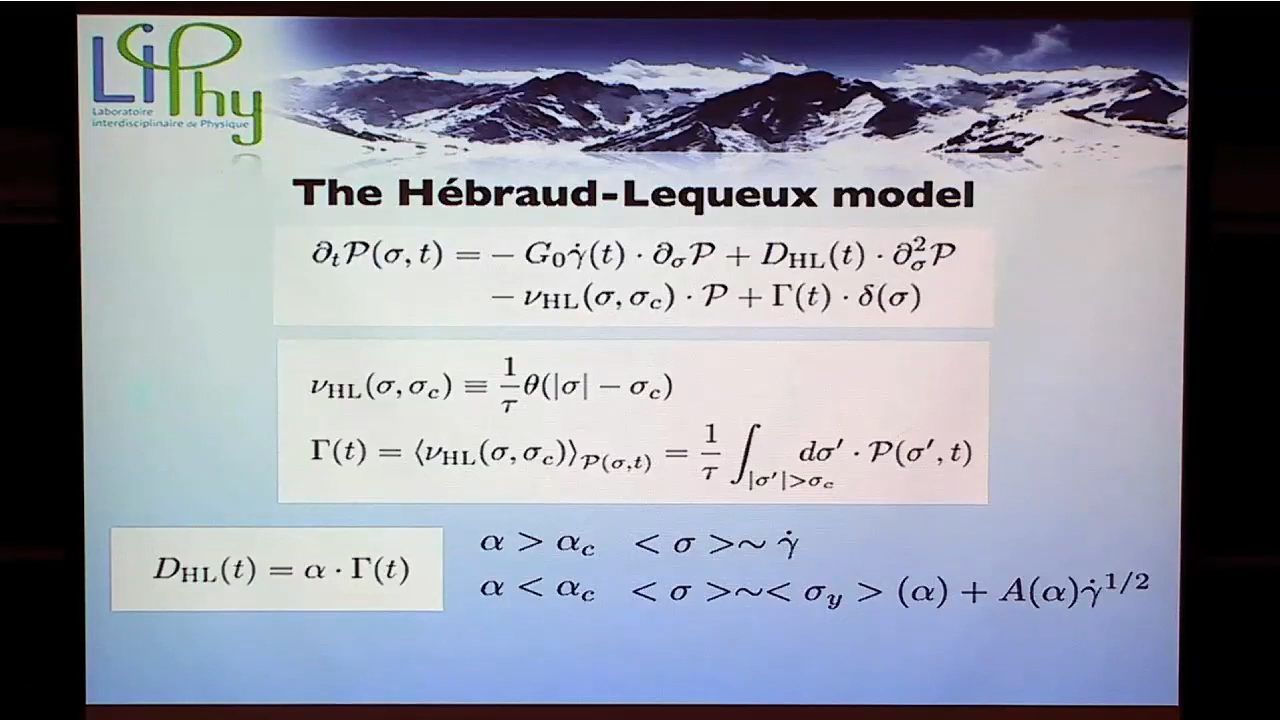 LiPhy
Laboratoire
interdisciplinaire de Physique
The Hébraud-Lequeux model
∂ₜ𝒫(σ, t) = − G₀γ̇(t) · ∂_σ𝒫 + D_HL(t) · ∂²_σ𝒫
− ν_HL(σ, σ_c) · 𝒫 + Γ(t) · δ(σ)
ν_HL(σ, σ_c) ≡ 1/τ θ(|σ| − σ_c)
Γ(t) = ⟨ν_HL(σ, σ_c)⟩_𝒫(σ,t) = 1/τ ∫_|σ′|>σ_c dσ′ · 𝒫(σ′, t)
D_HL(t) = α · Γ(t)
α > α_c < σ >∼ γ̇
α < α_c < σ >∼< σ_y > (α) + A(α)γ̇^1/2